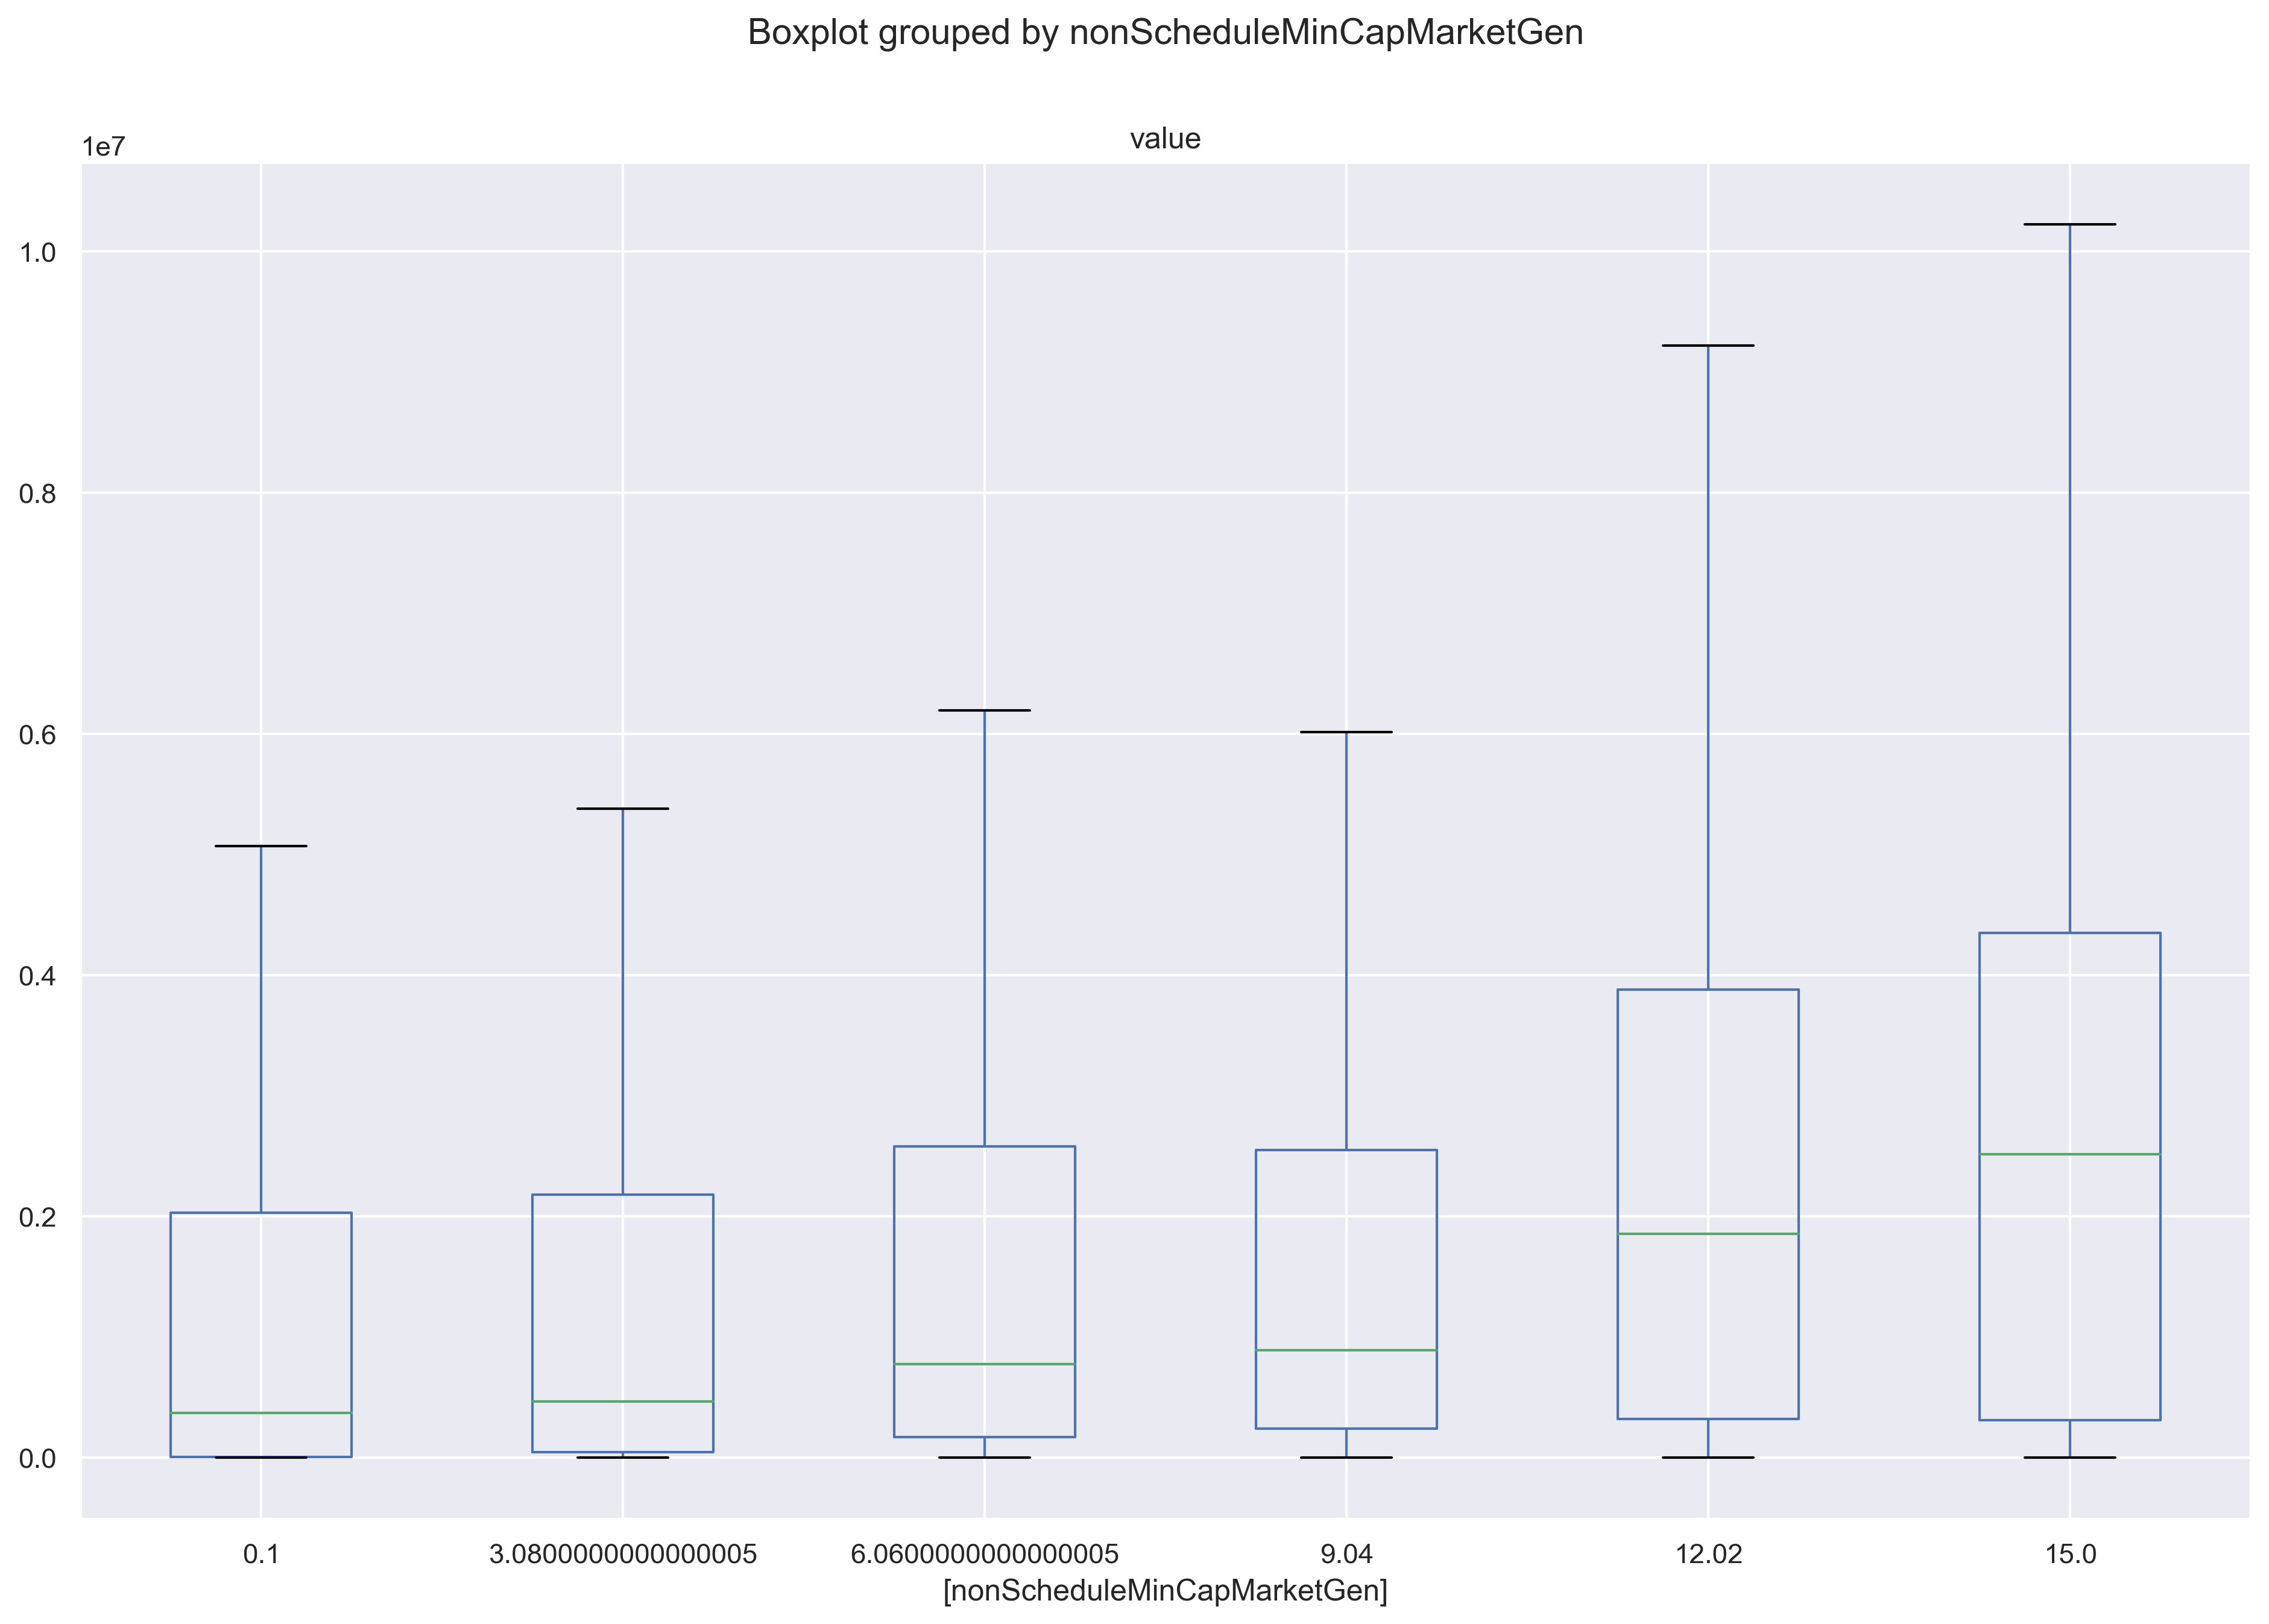 Boxplot grouped by nonScheduleMinCapMarketGen
value
1e7
1.0
0.8
0.6
0.4
0.2
0.0
0.1 3.0800000000000005 6.0600000000000005 9.04 12.02 15.0
[nonScheduleMinCapMarketGen]